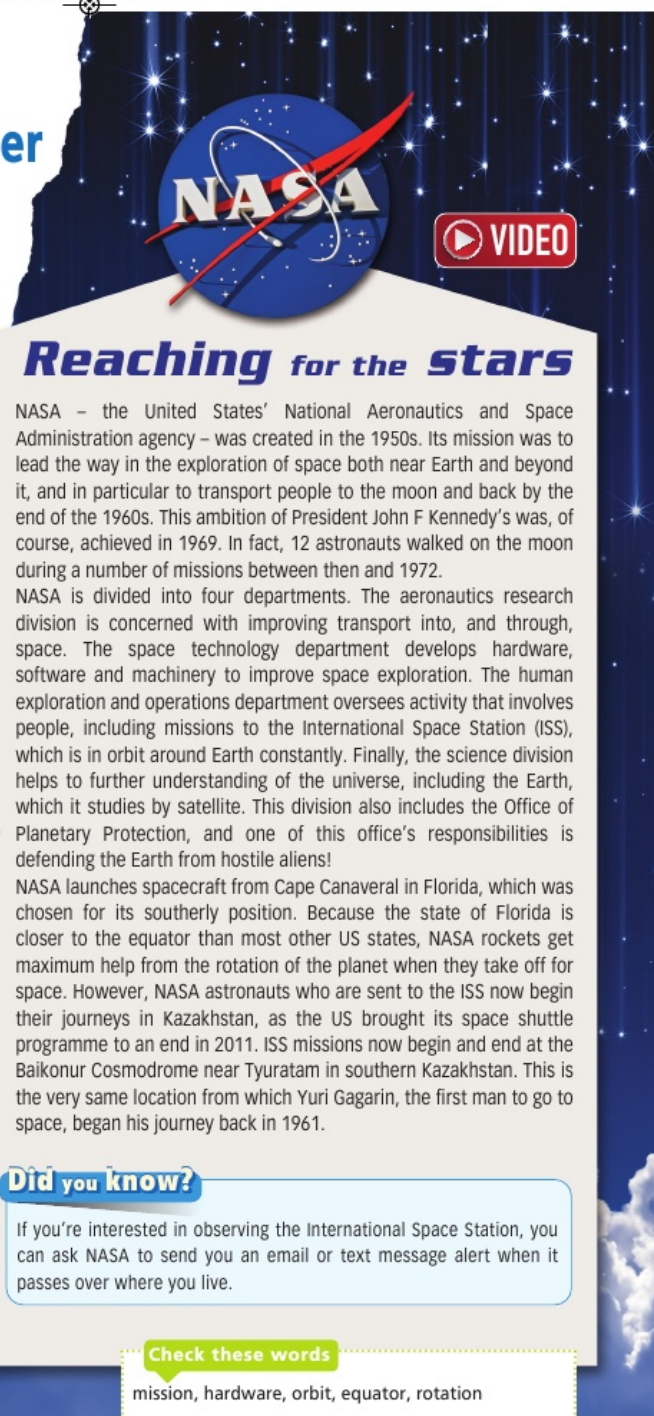 er
NASA
VIDEO
Reaching for the stars
NASA – the United States' National Aeronautics and Space
Administration agency – was created in the 1950s. Its mission was to
lead the way in the exploration of space both near Earth and beyond
it, and in particular to transport people to the moon and back by the
end of the 1960s. This ambition of President John F Kennedy's was, of
course, achieved in 1969. In fact, 12 astronauts walked on the moon
during a number of missions between then and 1972.
NASA is divided into four departments. The aeronautics research
division is concerned with improving transport into, and through,
space. The space technology department develops hardware,
software and machinery to improve space exploration. The human
exploration and operations department oversees activity that involves
people, including missions to the International Space Station (ISS),
which is in orbit around Earth constantly. Finally, the science division
helps to further understanding of the universe, including the Earth,
which it studies by satellite. This division also includes the Office of
Planetary Protection, and one of this office's responsibilities is
defending the Earth from hostile aliens!
NASA launches spacecraft from Cape Canaveral in Florida, which was
chosen for its southerly position. Because the state of Florida is
closer to the equator than most other US states, NASA rockets get
maximum help from the rotation of the planet when they take off for
space. However, NASA astronauts who are sent to the ISS now begin
their journeys in Kazakhstan, as the US brought its space shuttle
programme to an end in 2011. ISS missions now begin and end at the
Baikonur Cosmodrome near Tyuratam in southern Kazakhstan. This is
the very same location from which Yuri Gagarin, the first man to go to
space, began his journey back in 1961.
Did you know?
If you're interested in observing the International Space Station, you
can ask NASA to send you an email or text message alert when it
passes over where you live.
Check these words
mission, hardware, orbit, equator, rotation